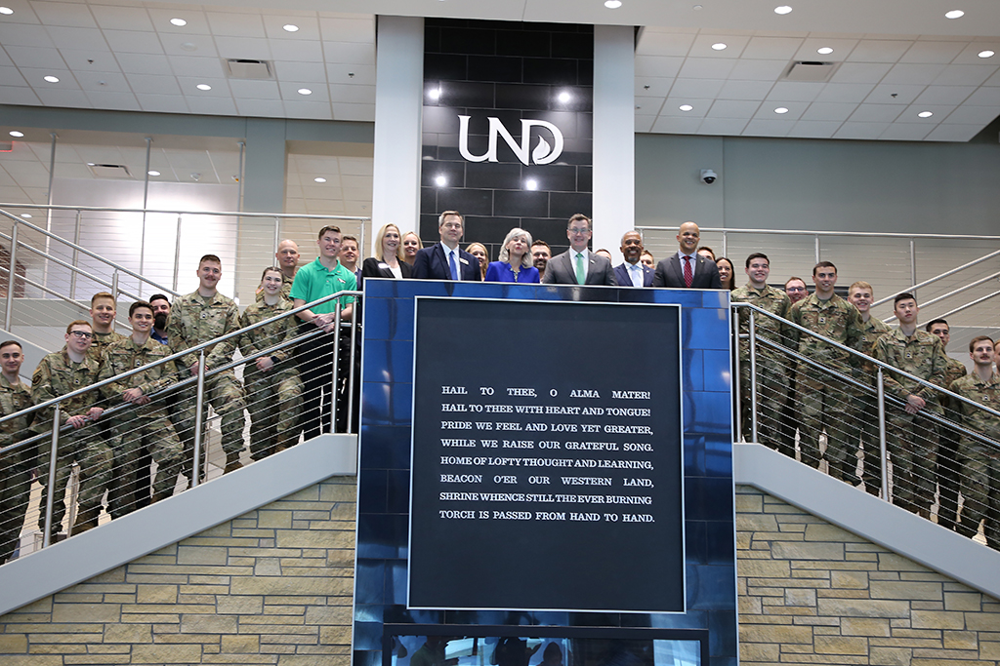 UND
HAIL TO THEE, O ALMA MATER!
HAIL TO THEE WITH HEART AND TONGUE!
PRIDE WE FEEL AND LOVE YET GREATER,
WHILE WE RAISE OUR GRATEFUL SONG.
HOME OF LOFTY THOUGHT AND LEARNING,
BEACON O'ER OUR WESTERN LAND,
SHRINE WHENCE STILL THE EVER BURNING
TORCH IS PASSED FROM HAND TO HAND.